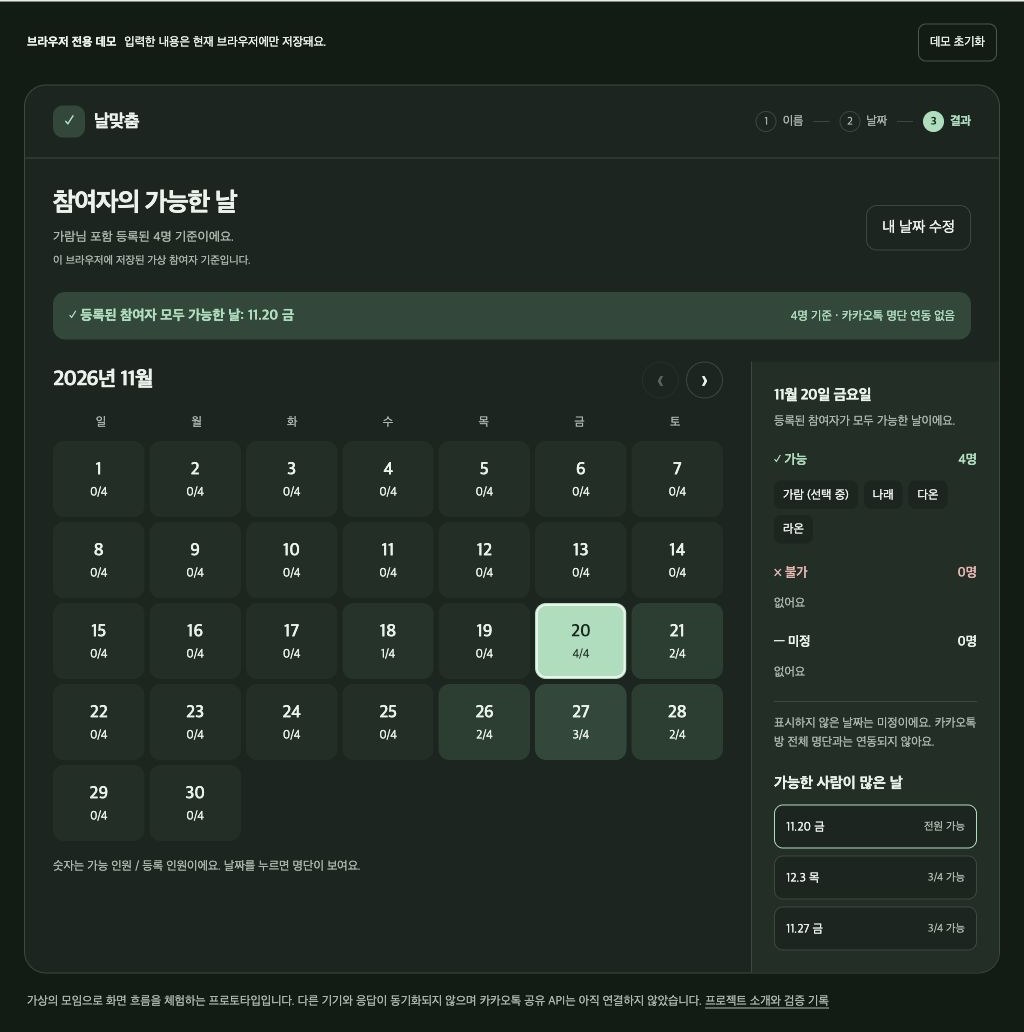 브라우저 전용 데모 입력한 내용은 현재 브라우저에만 저장돼요.
데모 초기화
✓ 날맞춤
1 이름 — 2 날짜 — 3 결과
참여자의 가능한 날
가람님 포함 등록된 4명 기준이에요.
이 브라우저에 저장된 가상 참여자 기준입니다.
내 날짜 수정
✓ 등록된 참여자 모두 가능한 날: 11.20 금
4명 기준 · 카카오톡 명단 연동 없음
2026년 11월
‹ ›
일 월 화 수 목 금 토
1 2 3 4 5 6 7
0/4 0/4 0/4 0/4 0/4 0/4 0/4
8 9 10 11 12 13 14
0/4 0/4 0/4 0/4 0/4 0/4 0/4
15 16 17 18 19 20 21
0/4 0/4 0/4 1/4 0/4 4/4 2/4
22 23 24 25 26 27 28
0/4 0/4 0/4 0/4 2/4 3/4 2/4
29 30
0/4 0/4
숫자는 가능 인원 / 등록 인원이에요. 날짜를 누르면 명단이 보여요.
11월 20일 금요일
등록된 참여자가 모두 가능한 날이에요.
✓ 가능 4명
가람 (선택 중) 나래 다온
라온
× 불가 0명
없어요
— 미정 0명
없어요
표시하지 않은 날짜는 미정이에요. 카카오톡
방 전체 명단과는 연동되지 않아요.
가능한 사람이 많은 날
11.20 금 전원 가능
12.3 목 3/4 가능
11.27 금 3/4 가능
가상의 모임으로 화면 흐름을 체험하는 프로토타입입니다. 다른 기기와 응답이 동기화되지 않으며 카카오톡 공유 API는 아직 연결하지 않았습니다. 프로젝트 소개와 검증 기록